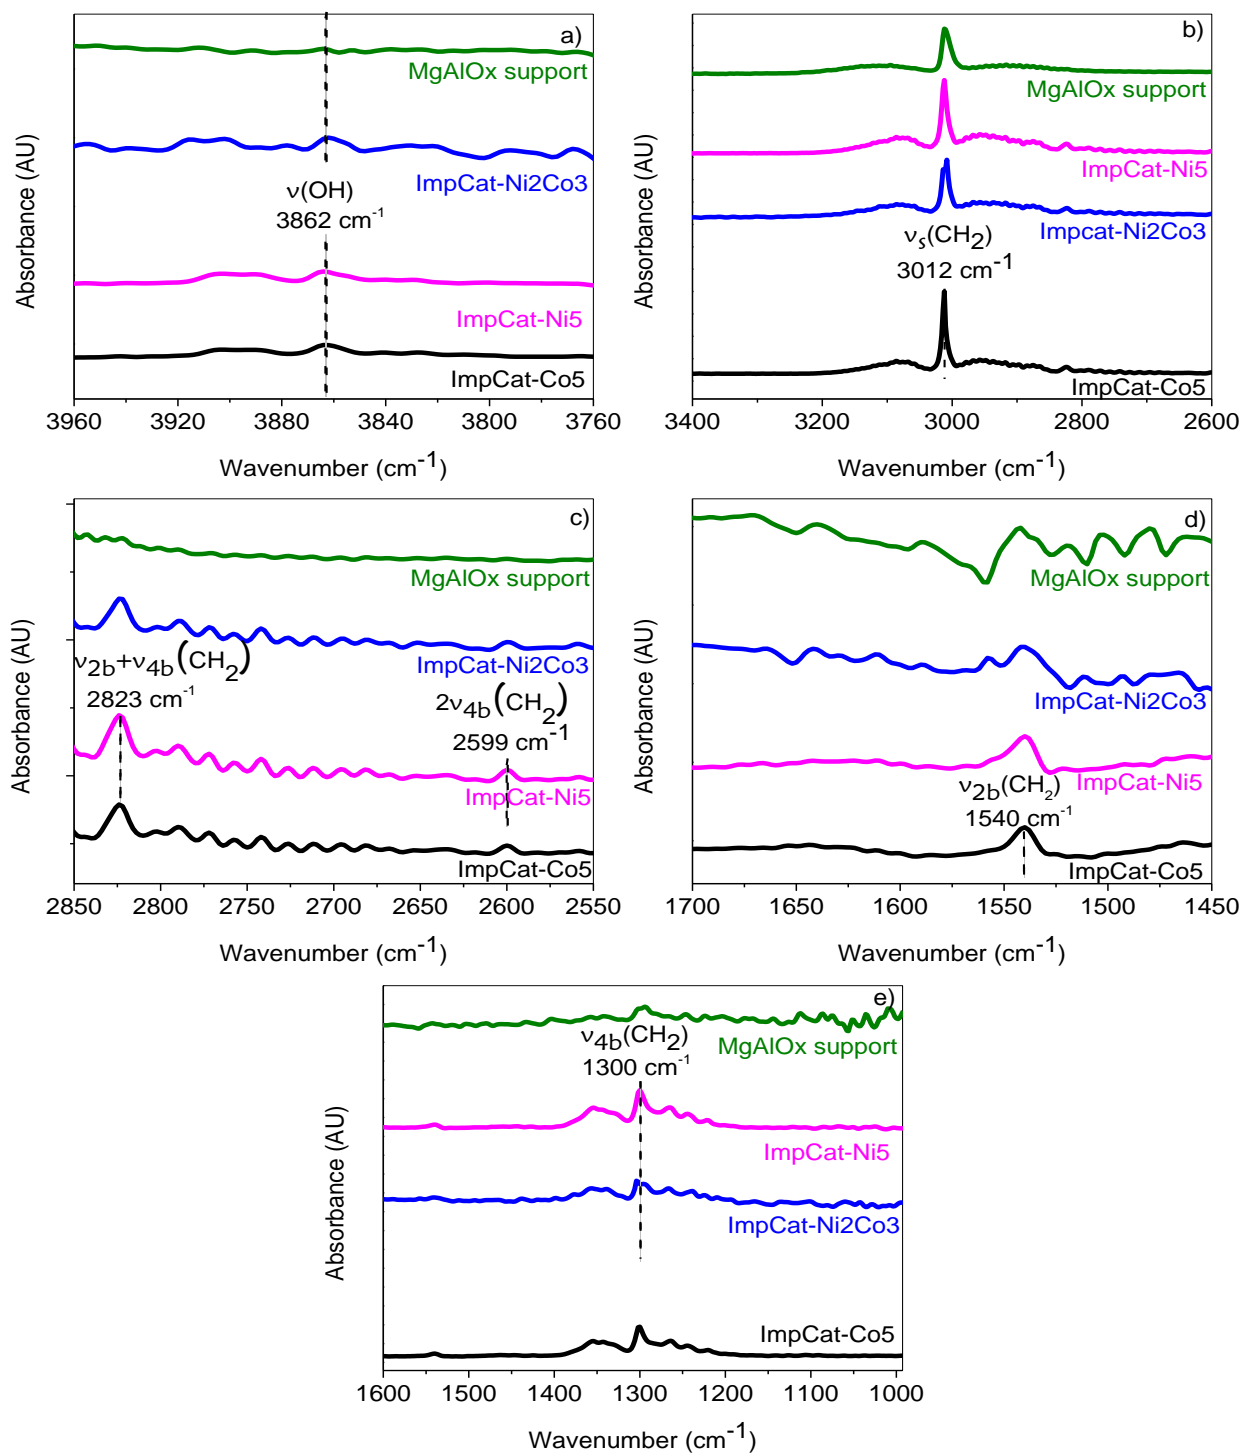 a)
MgAlOx support
ImpCat-Ni2Co3
ν(OH)
3862 cm-1
ImpCat-Ni5
ImpCat-Co5
3960 3920 3880 3840 3800 3760
Wavenumber (cm-1)
Absorbance (AU)
b)
MgAlOx support
ImpCat-Ni5
Impcat-Ni2Co3
νs(CH2)
3012 cm-1
ImpCat-Co5
3400 3200 3000 2800 2600
Wavenumber (cm-1)
Absorbance (AU)
c)
MgAlOx support
ImpCat-Ni2Co3
ν2b+ν4b(CH2)
2823 cm-1
2ν4b(CH2)
2599 cm-1
ImpCat-Ni5
ImpCat-Co5
2850 2800 2750 2700 2650 2600 2550
Wavenumber (cm-1)
Absorbance (AU)
d)
MgAlOx support
ImpCat-Ni2Co3
ImpCat-Ni5
ν2b(CH2)
1540 cm-1
ImpCat-Co5
1700 1650 1600 1550 1500 1450
Wavenumber (cm-1)
Absorbance (AU)
e)
ν4b(CH2)
1300 cm-1
MgAlOx support
ImpCat-Ni5
ImpCat-Ni2Co3
ImpCat-Co5
1600 1500 1400 1300 1200 1100 1000
Wavenumber (cm-1)
Absorbance (AU)